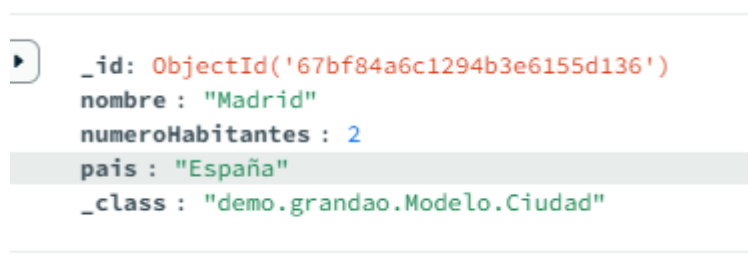 _id: ObjectId('67bf84a6c1294b3e6155d136')
nombre : "Madrid"
numeroHabitantes : 2
pais : "España"
_class : "demo.grandao.Modelo.Ciudad"